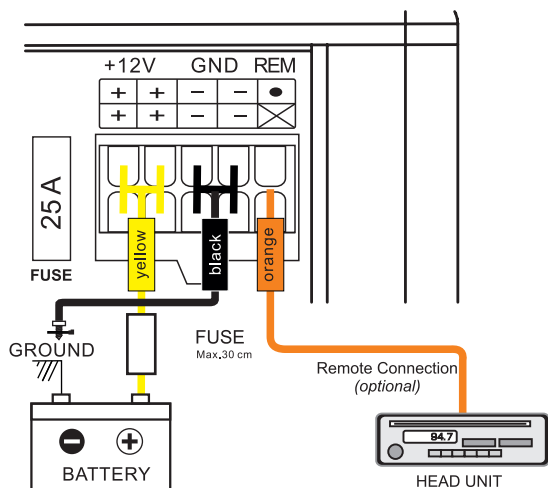 +12V GND REM
+ + – –
+ + – –
25 A
FUSE
yellow
black
orange
GROUND
FUSE
Max.30 cm
Remote Connection
(optional)
94.7
BATTERY
HEAD UNIT